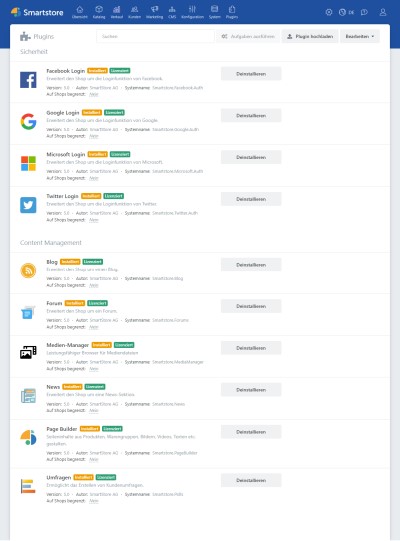 Smartstore
Übersicht
Katalog
Verkauf
Kunden
Marketing
CMS
Konfiguration
System
Plugins
DE
Plugins
Suchen
Aufgaben ausführen
Plugin hochladen
Bearbeiten
Sicherheit
Facebook Login Installiert Lizenziert
Erweitert den Shop um die Loginfunktion von Facebook.
Version: 5.0 · Autor: SmartStore AG · Systemname: Smartstore.Facebook.Auth
Auf Shops begrenzt: Nein
Deinstallieren
Google Login Installiert Lizenziert
Erweitert den Shop um die Loginfunktion von Google.
Version: 5.0 · Autor: SmartStore AG · Systemname: Smartstore.Google.Auth
Auf Shops begrenzt: Nein
Deinstallieren
Microsoft Login Installiert Lizenziert
Erweitert den Shop um die Loginfunktion von Microsoft.
Version: 5.0 · Autor: SmartStore AG · Systemname: Smartstore.Microsoft.Auth
Auf Shops begrenzt: Nein
Deinstallieren
Twitter Login Installiert Lizenziert
Erweitert den Shop um die Loginfunktion von Twitter.
Version: 5.0 · Autor: SmartStore AG · Systemname: Smartstore.Twitter.Auth
Auf Shops begrenzt: Nein
Deinstallieren
Content Management
Blog Installiert Lizenziert
Erweitert den Shop um einen Blog.
Version: 5.0 · Autor: SmartStore AG · Systemname: Smartstore.Blog
Auf Shops begrenzt: Nein
Deinstallieren
Forum Installiert Lizenziert
Erweitert den Shop um ein Forum.
Version: 5.0 · Autor: SmartStore AG · Systemname: Smartstore.Forums
Auf Shops begrenzt: Nein
Deinstallieren
Medien-Manager Installiert Lizenziert
Leistungsfähiger Browser für Mediendateien
Version: 5.0 · Autor: SmartStore AG · Systemname: Smartstore.MediaManager
Auf Shops begrenzt: Nein
Deinstallieren
News Installiert Lizenziert
Erweitert den Shop um eine News-Sektion.
Version: 5.0 · Autor: SmartStore AG · Systemname: Smartstore.News
Auf Shops begrenzt: Nein
Deinstallieren
Page Builder Installiert Lizenziert
Seiteninhalte aus Produkten, Warengruppen, Bildern, Videos, Texten etc.
gestalten.
Version: 5.0 · Autor: SmartStore AG · Systemname: Smartstore.PageBuilder
Auf Shops begrenzt: Nein
Deinstallieren
Umfragen Installiert Lizenziert
Ermöglicht das Erstellen von Kundenumfragen.
Version: 5.0 · Autor: SmartStore AG · Systemname: Smartstore.Polls
Auf Shops begrenzt: Nein
Deinstallieren